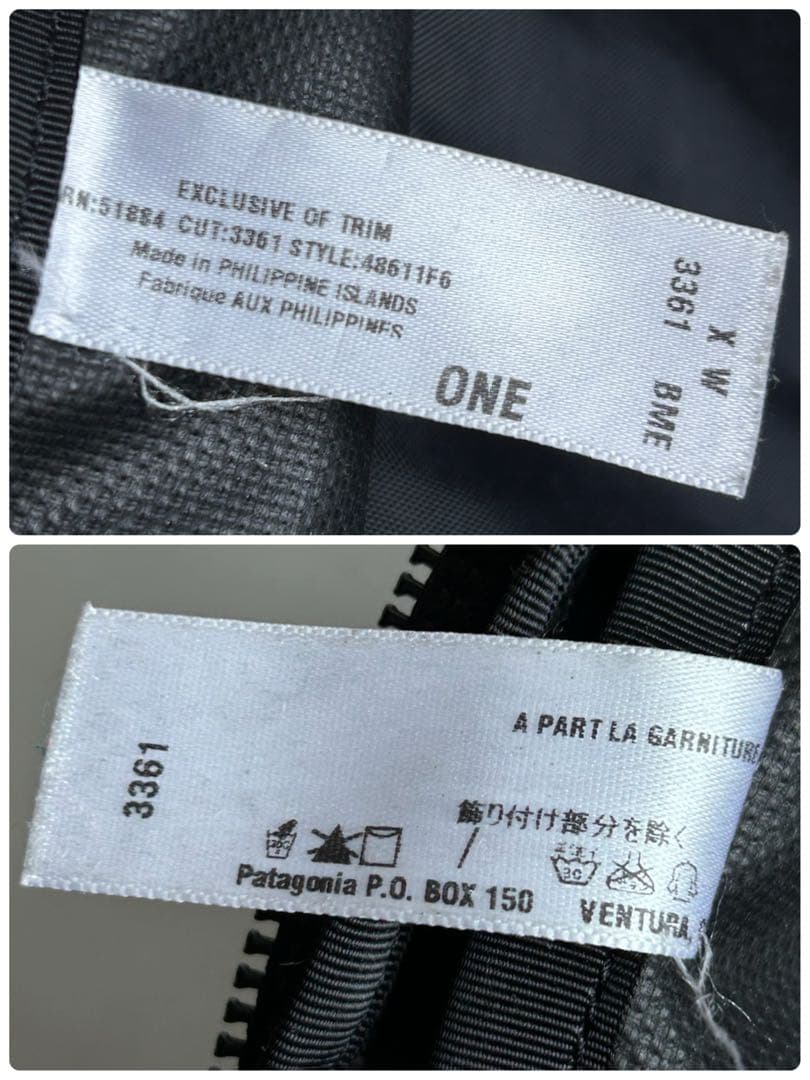 EXCLUSIVE OF TRIM
RN:51884 CUT:3361 STYLE:48611F6
Made in PHILIPPINE ISLANDS
Fabrique AUX PHILIPPINES
ONE
X W
3361 BME
A PART LA GARNITURE
3361
飾り付け部分を除く
30
Patagonia P.O. BOX 150
VENTURA,